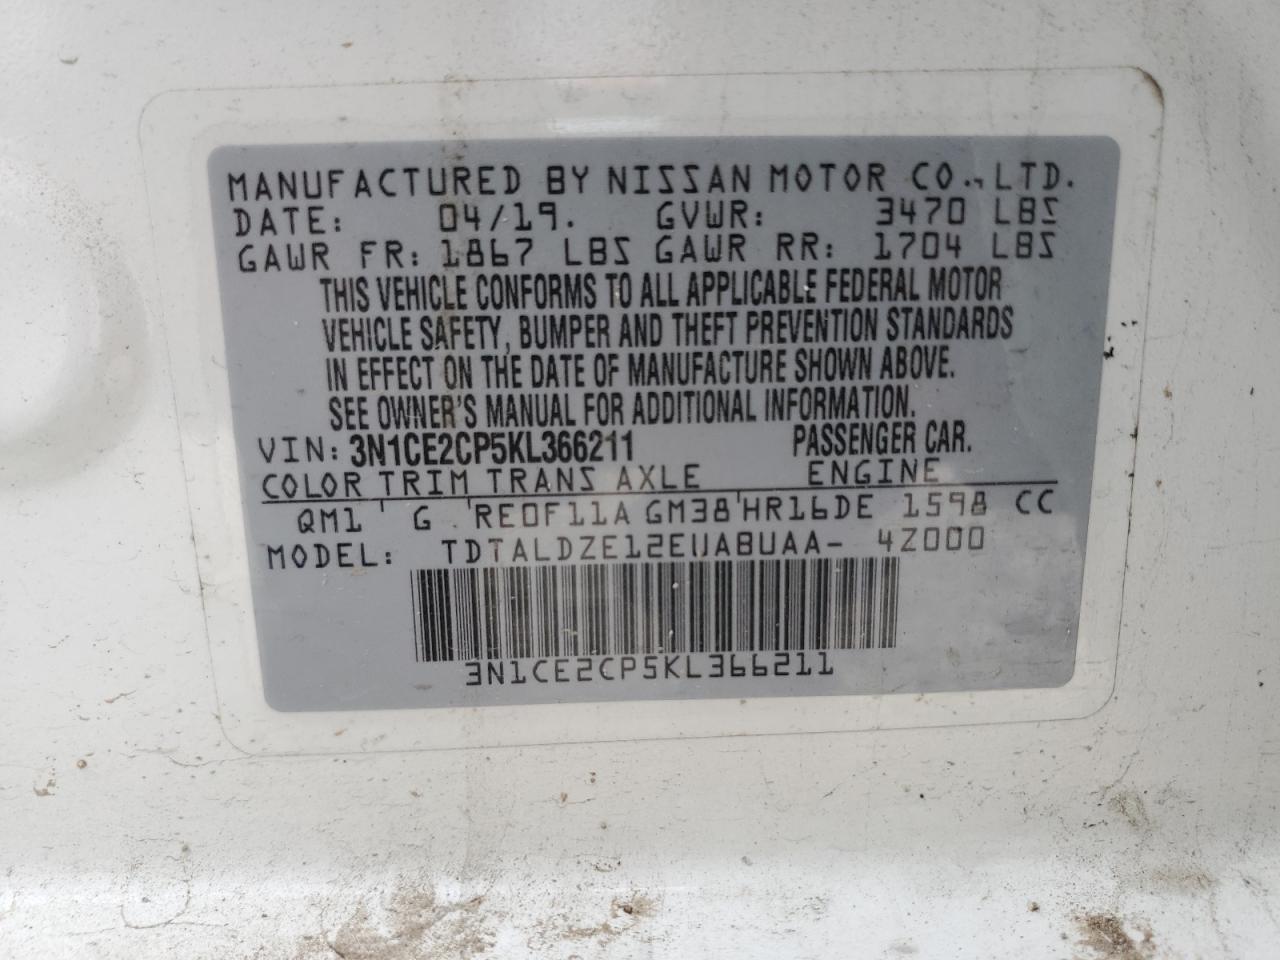 MANUFACTURED BY NISSAN MOTOR CO., LTD.
DATE: 04/19. GVWR: 3470 LBS
GAWR FR: 1867 LBS GAWR RR: 1704 LBS
THIS VEHICLE CONFORMS TO ALL APPLICABLE FEDERAL MOTOR
VEHICLE SAFETY, BUMPER AND THEFT PREVENTION STANDARDS
IN EFFECT ON THE DATE OF MANUFACTURE SHOWN ABOVE.
SEE OWNER'S MANUAL FOR ADDITIONAL INFORMATION.
VIN: 3N1CE2CP5KL366211 PASSENGER CAR.
COLOR TRIM TRANS AXLE ENGINE
QM1 ' G ' RE0F11A GM38 ' HR16DE 1598 CC
MODEL: TDTALDZE12EUABUAA- 4Z000
3N1CE2CP5KL366211